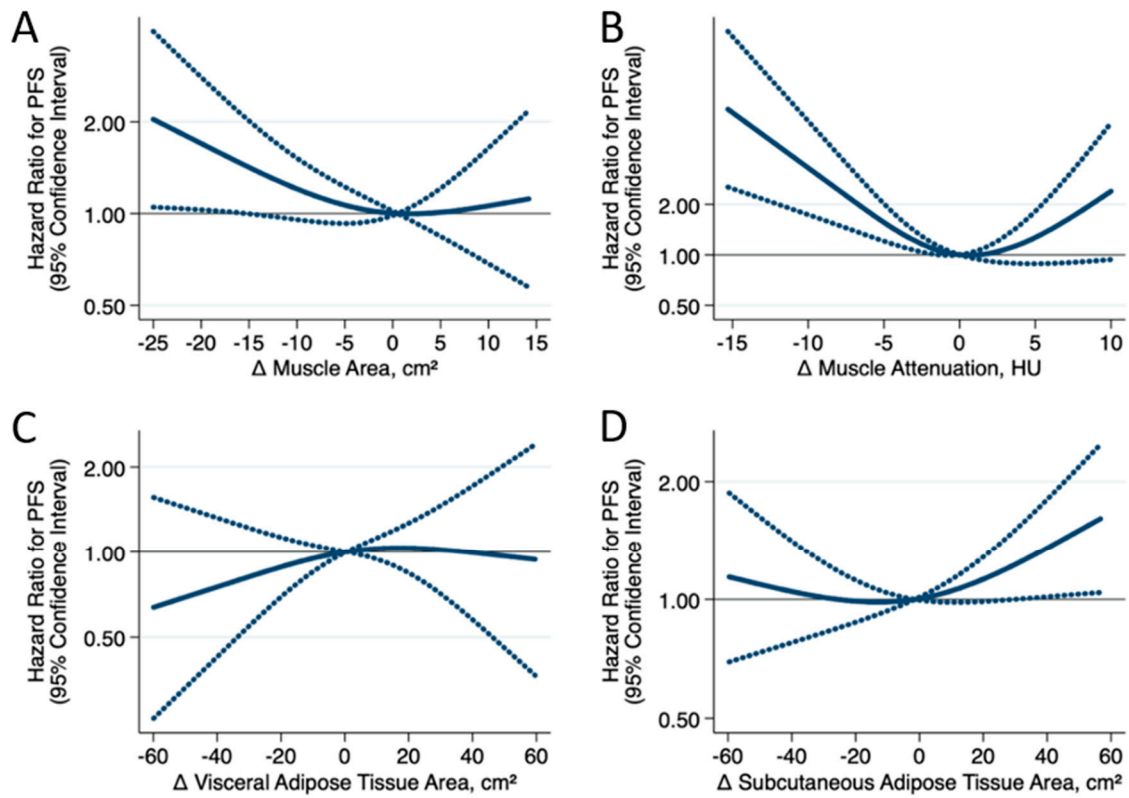 A
Hazard Ratio for PFS
(95% Confidence Interval)
2.00
1.00
0.50
-25 -20 -15 -10 -5 0 5 10 15
Δ Muscle Area, cm²
B
Hazard Ratio for PFS
(95% Confidence Interval)
2.00
1.00
0.50
-15 -10 -5 0 5 10
Δ Muscle Attenuation, HU
C
Hazard Ratio for PFS
(95% Confidence Interval)
2.00
1.00
0.50
-60 -40 -20 0 20 40 60
Δ Visceral Adipose Tissue Area, cm²
D
Hazard Ratio for PFS
(95% Confidence Interval)
2.00
1.00
0.50
-60 -40 -20 0 20 40 60
Δ Subcutaneous Adipose Tissue Area, cm²